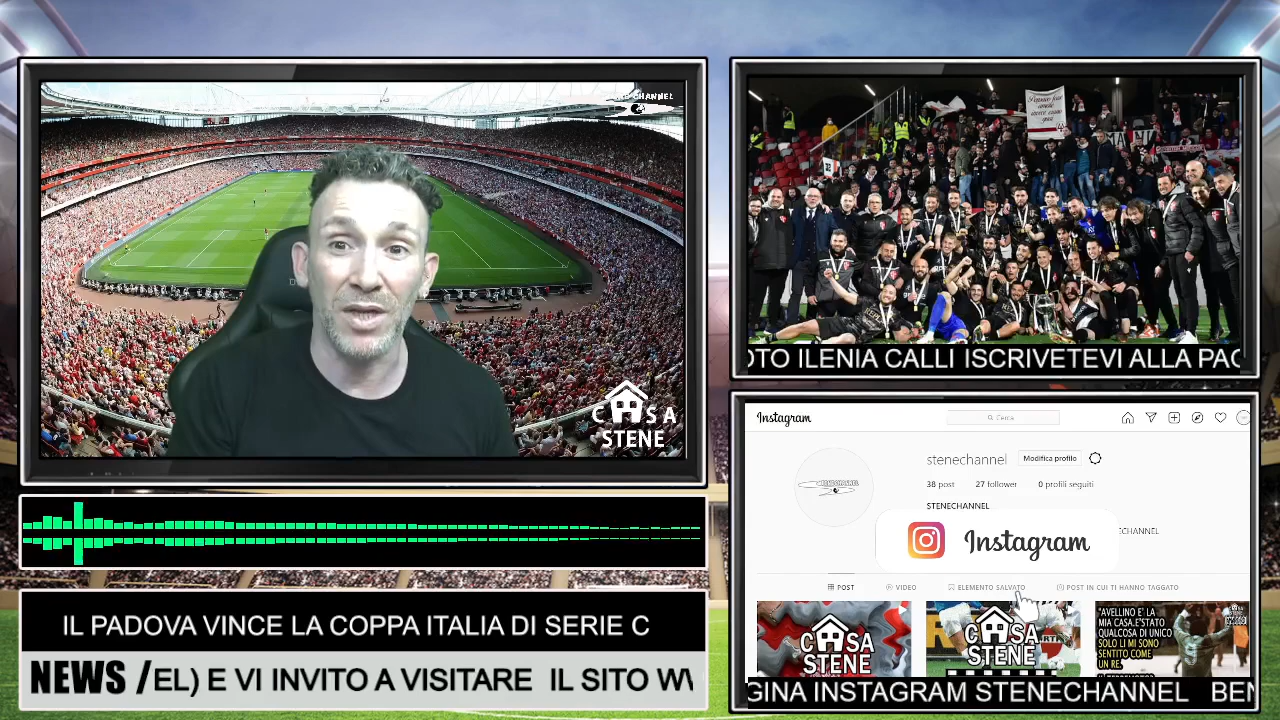 CHANNEL
CASA
STENE
IL PADOVA VINCE LA COPPA ITALIA DI SERIE C
NEWS /EL) E VI INVITO A VISITARE IL SITO WW
OTO ILENIA CALLI ISCRIVETEVI ALLA PAG
Instagram
Cerca
stenechannel
Modifica profilo
38 post
27 follower
0 profili seguiti
STENECHANNEL
CHANNEL
Instagram
POST
VIDEO
ELEMENTO SALVATO
POST IN CUI TI HANNO TAGGATO
CASA
STENE
CASA
STENE
"AVELLINO E' LA
MIA CASA.E'STATO
QUALCOSA DI UNICO
SOLO LI MI SONO
SENTITO COME
UN RE.
GINA INSTAGRAM STENECHANNEL BEN